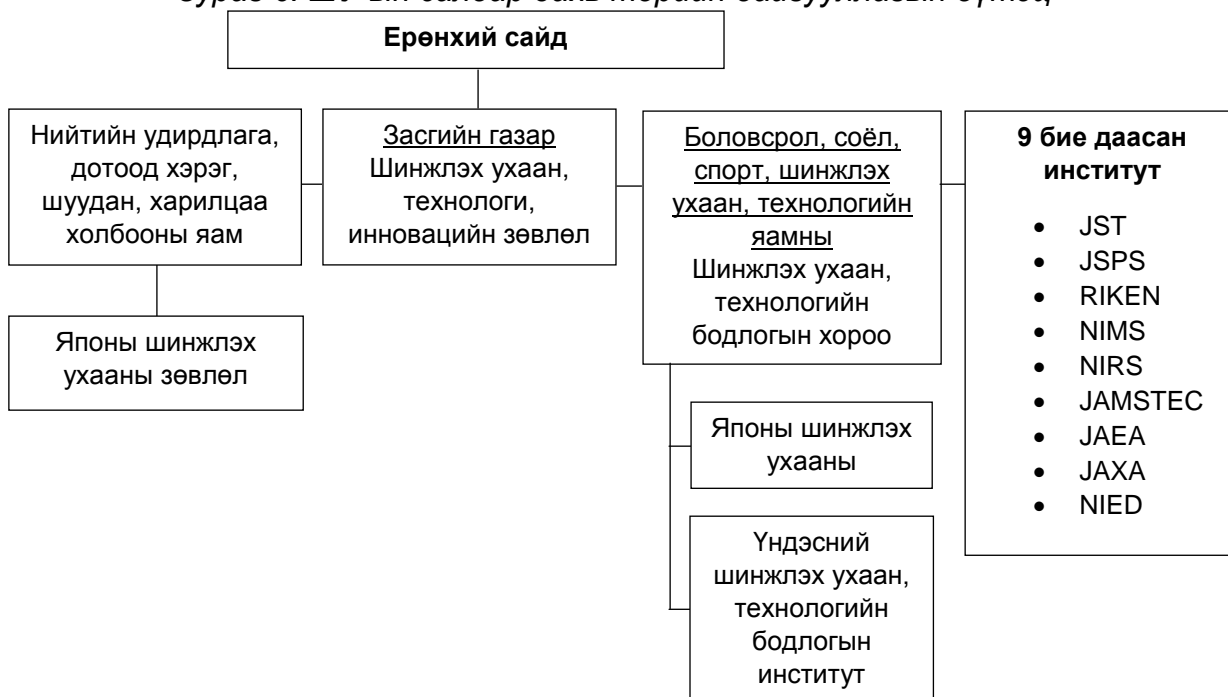 Ерөнхий сайд
Нийтийн удирдлага,
дотоод хэрэг,
шуудан, харилцаа
холбооны яам
Засгийн газар
Шинжлэх ухаан,
технологи,
инновацийн зөвлөл
Боловсрол, соёл,
спорт, шинжлэх
ухаан, технологийн
яамны
Шинжлэх ухаан,
технологийн
бодлогын хороо
9 бие даасан
институт
• JST
• JSPS
• RIKEN
• NIMS
• NIRS
• JAMSTEC
• JAEA
• JAXA
• NIED
Японы шинжлэх
ухааны зөвлөл
Японы шинжлэх
ухааны
Үндэсний
шинжлэх ухаан,
технологийн
бодлогын
институт